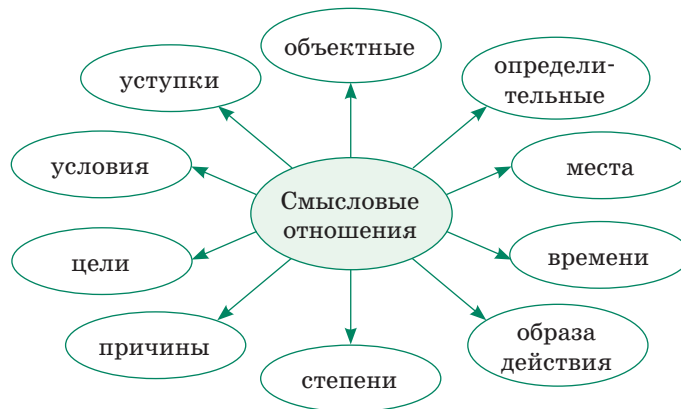 объектные
уступки
определи-
тельные
условия
места
Смысловые
отношения
цели
времени
причины
образа
действия
степени